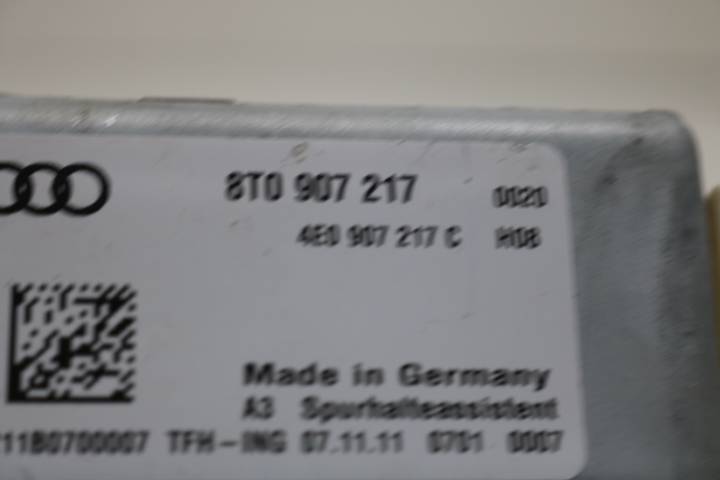 8T0 907 217 0020
4E0 907 217 C H08
Made in Germany
A3 Spurhalteassistent
11B0700007 TFH-ING 07.11.11 0701 0007